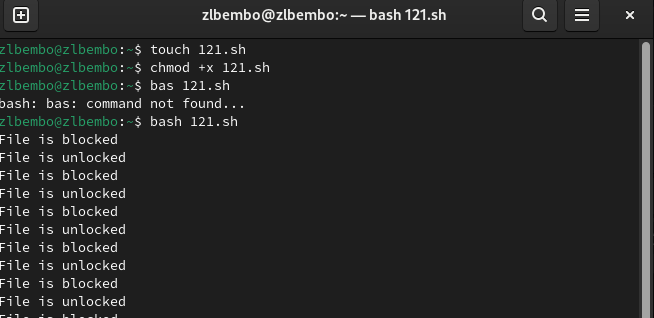 zlbembo@zlbembo:~ — bash 121.sh
zlbembo@zlbembo:~$ touch 121.sh
zlbembo@zlbembo:~$ chmod +x 121.sh
zlbembo@zlbembo:~$ bas 121.sh
bash: bas: command not found...
zlbembo@zlbembo:~$ bash 121.sh
File is blocked
File is unlocked
File is blocked
File is unlocked
File is blocked
File is unlocked
File is blocked
File is unlocked
File is blocked
File is unlocked
File is blocked